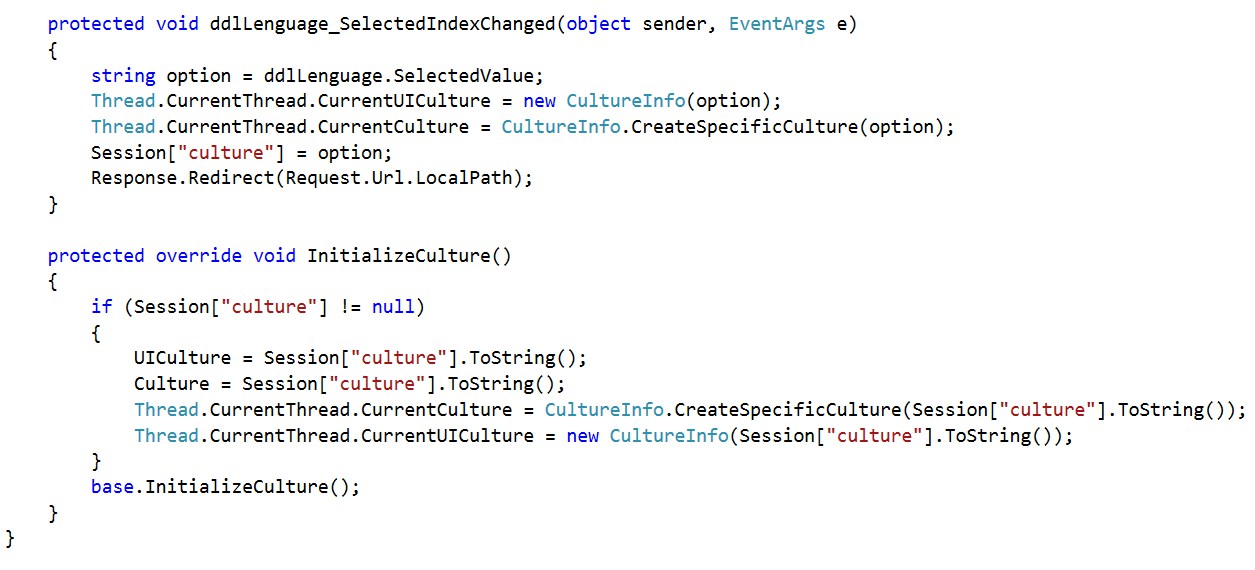 protected void ddlLenguage_SelectedIndexChanged(object sender, EventArgs e)
{
string option = ddlLenguage.SelectedValue;
Thread.CurrentThread.CurrentUICulture = new CultureInfo(option);
Thread.CurrentThread.CurrentCulture = CultureInfo.CreateSpecificCulture(option);
Session["culture"] = option;
Response.Redirect(Request.Url.LocalPath);
}
protected override void InitializeCulture()
{
if (Session["culture"] != null)
{
UICulture = Session["culture"].ToString();
Culture = Session["culture"].ToString();
Thread.CurrentThread.CurrentCulture = CultureInfo.CreateSpecificCulture(Session["culture"].ToString());
Thread.CurrentThread.CurrentUICulture = new CultureInfo(Session["culture"].ToString());
}
base.InitializeCulture();
}
}